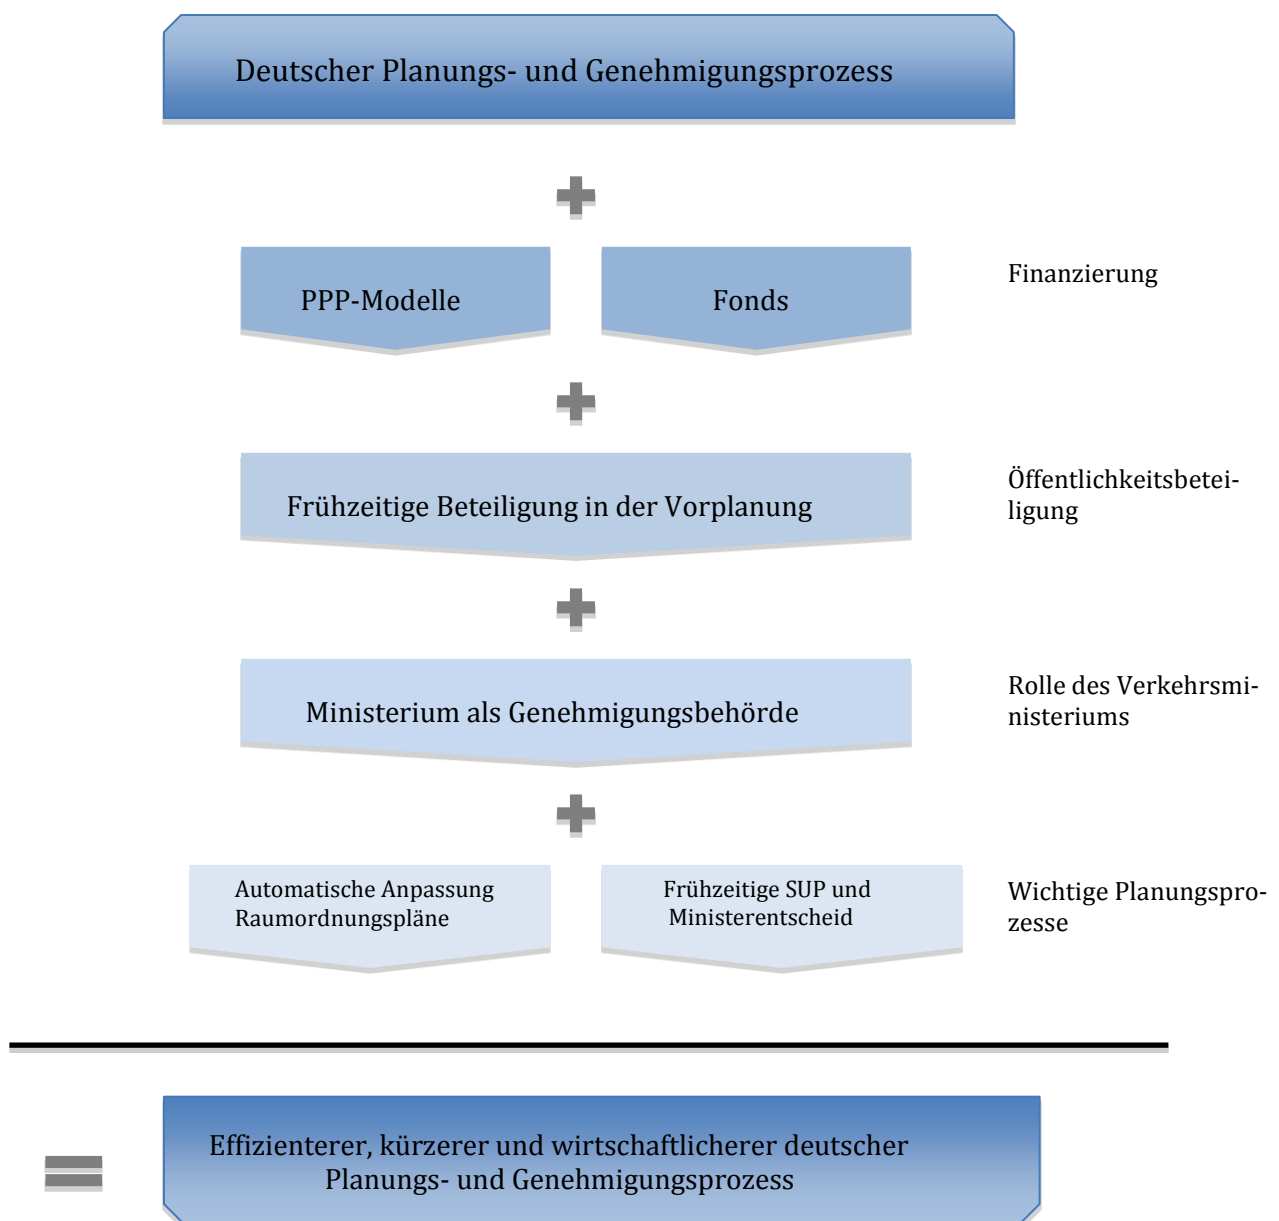 Deutscher Planungs- und Genehmigungsprozess
PPP-Modelle
Fonds
Finanzierung
Frühzeitige Beteiligung in der Vorplanung
Öffentlichkeitsbetei-
ligung
Ministerium als Genehmigungsbehörde
Rolle des Verkehrsmi-
nisteriums
Automatische Anpassung
Raumordnungspläne
Frühzeitige SUP und
Ministerentscheid
Wichtige Planungspro-
zesse
Effizienterer, kürzerer und wirtschaftlicherer deutscher
Planungs- und Genehmigungsprozess